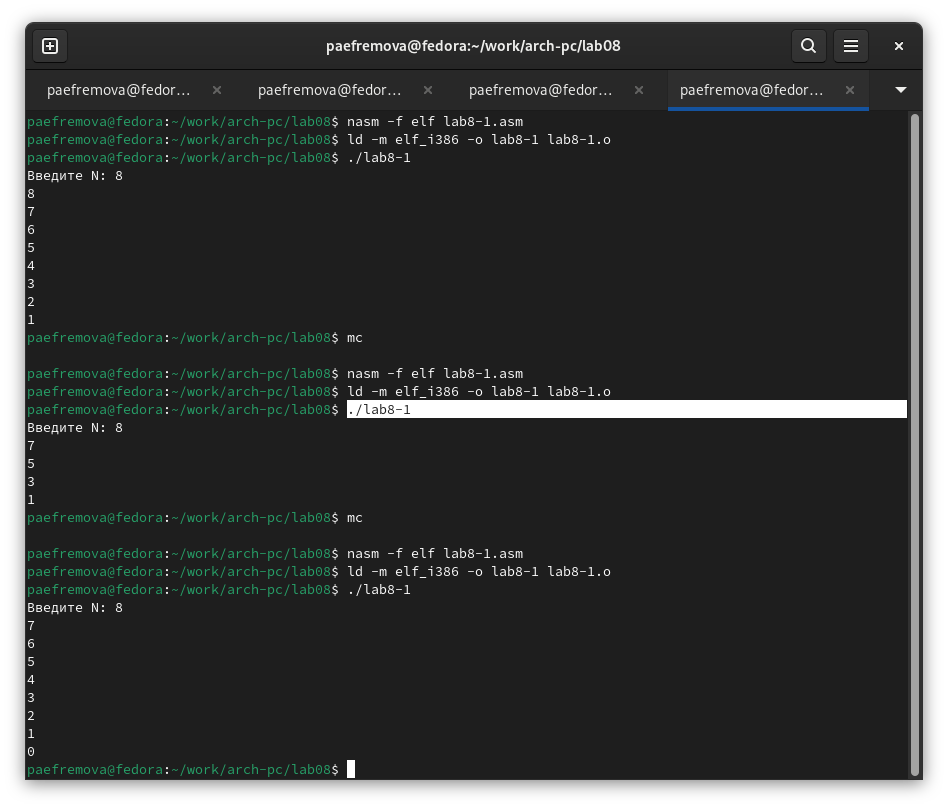 paefremova@fedora:~/work/arch-pc/lab08
paefremova@fedor… paefremova@fedor… paefremova@fedor… paefremova@fedor…
paefremova@fedora:~/work/arch-pc/lab08$ nasm -f elf lab8-1.asm
paefremova@fedora:~/work/arch-pc/lab08$ ld -m elf_i386 -o lab8-1 lab8-1.o
paefremova@fedora:~/work/arch-pc/lab08$ ./lab8-1
Введите N: 8
8
7
6
5
4
3
2
1
paefremova@fedora:~/work/arch-pc/lab08$ mc
paefremova@fedora:~/work/arch-pc/lab08$ nasm -f elf lab8-1.asm
paefremova@fedora:~/work/arch-pc/lab08$ ld -m elf_i386 -o lab8-1 lab8-1.o
paefremova@fedora:~/work/arch-pc/lab08$ ./lab8-1
Введите N: 8
7
5
3
1
paefremova@fedora:~/work/arch-pc/lab08$ mc
paefremova@fedora:~/work/arch-pc/lab08$ nasm -f elf lab8-1.asm
paefremova@fedora:~/work/arch-pc/lab08$ ld -m elf_i386 -o lab8-1 lab8-1.o
paefremova@fedora:~/work/arch-pc/lab08$ ./lab8-1
Введите N: 8
7
6
5
4
3
2
1
0
paefremova@fedora:~/work/arch-pc/lab08$